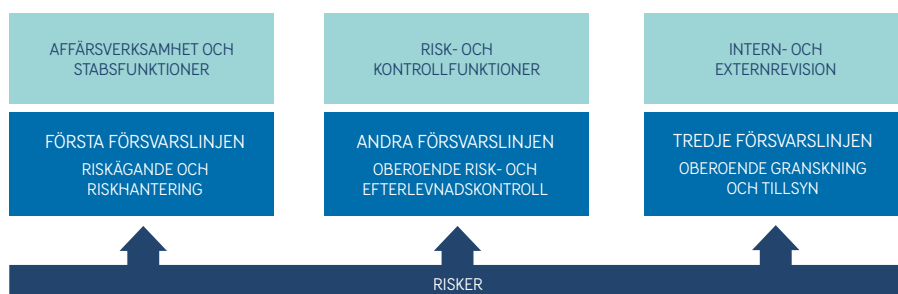 AFFÄRSVERKSAMHET OCH
STABSFUNKTIONER
RISK- OCH
KONTROLLFUNKTIONER
INTERN- OCH
EXTERNREVISION
FÖRSTA FÖRSVARSLINJEN
RISKÄGANDE OCH
RISKHANTERING
ANDRA FÖRSVARSLINJEN
OBEROENDE RISK- OCH
EFTERLEVNADSKONTROLL
TREDJE FÖRSVARSLINJEN
OBEROENDE GRANSKNING
OCH TILLSYN
RISKER